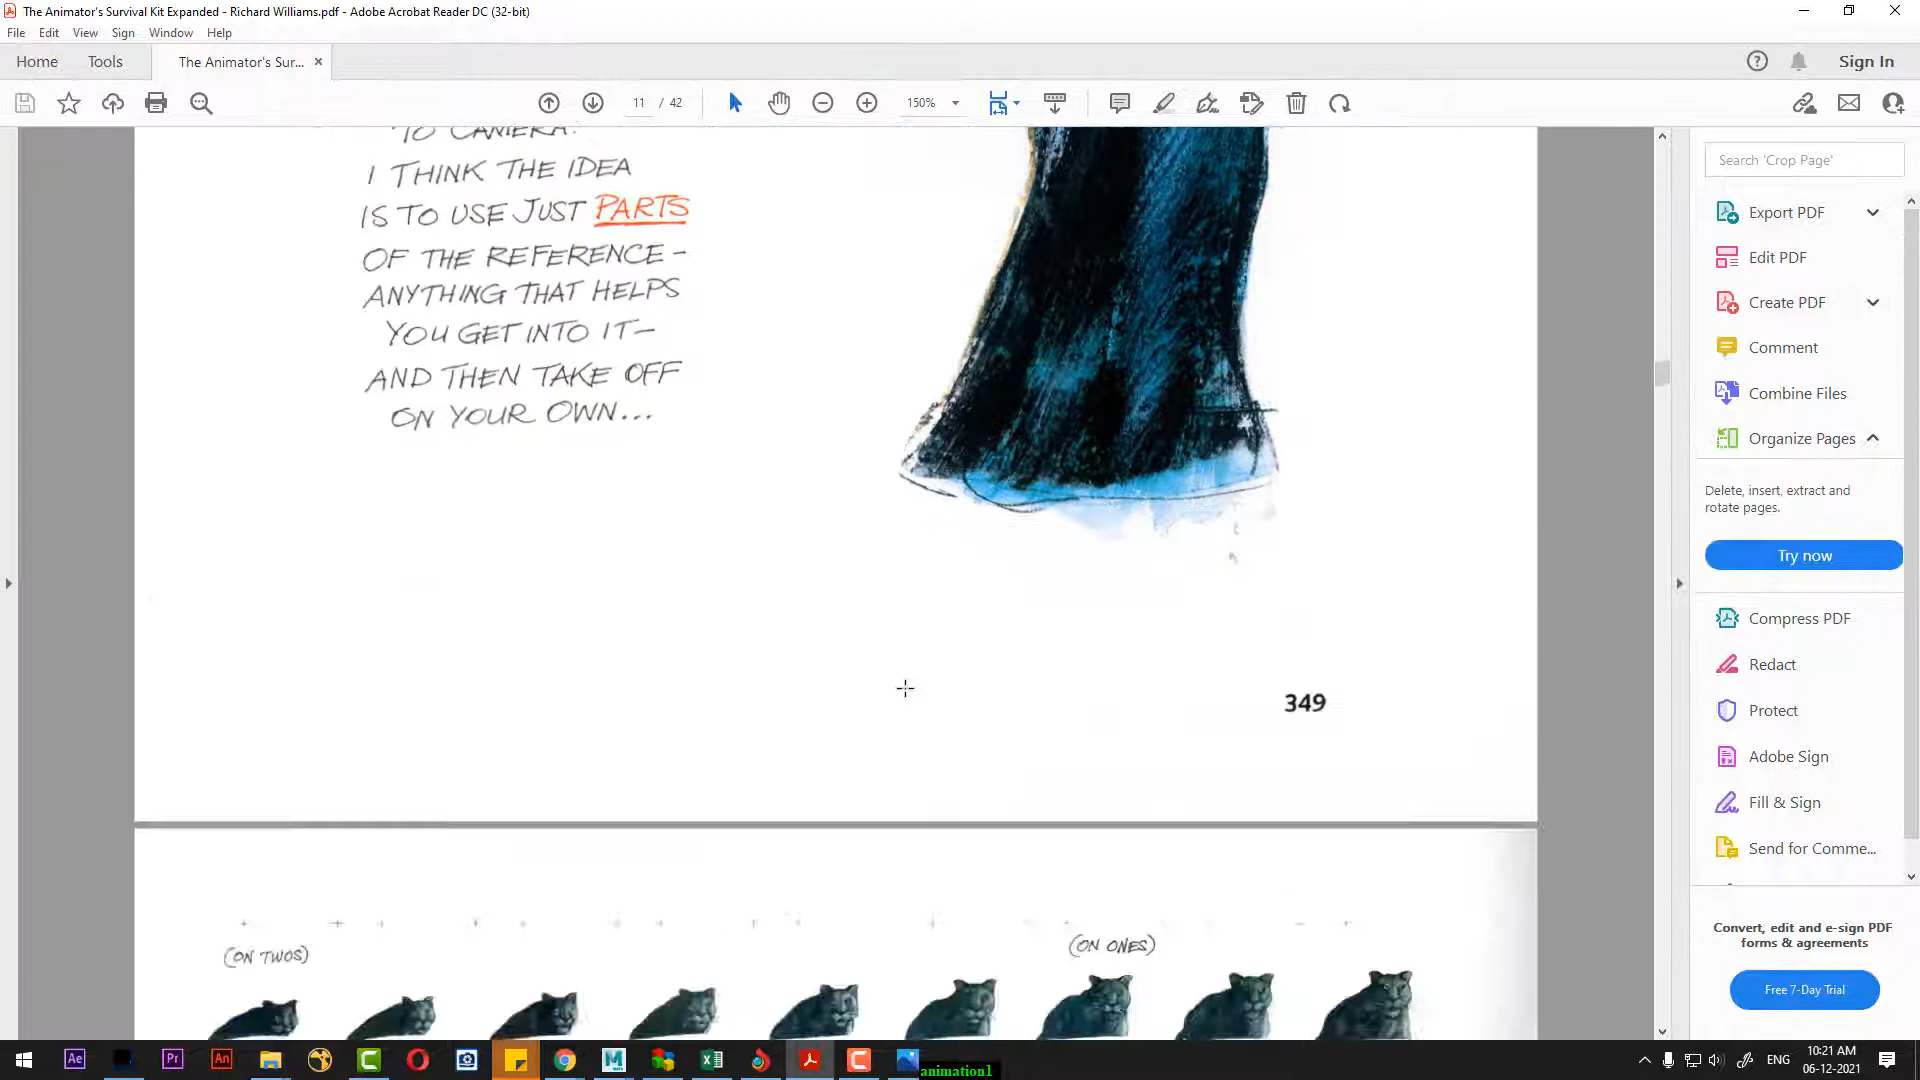 The Animator's Survival Kit Expanded - Richard Williams.pdf - Adobe Acrobat Reader DC (32-bit)
File Edit View Sign Window Help
Home Tools The Animator's Sur... Sign In
11 / 42 150%
TO CAMERA.
I THINK THE IDEA
IS TO USE JUST PARTS
OF THE REFERENCE -
ANYTHING THAT HELPS
YOU GET INTO IT-
AND THEN TAKE OFF
ON YOUR OWN...
349
(ON TWOS) (ON ONES)
Search 'Crop Page'
Export PDF
Edit PDF
Create PDF
Comment
Combine Files
Organize Pages
Delete, insert, extract and
rotate pages.
Try now
Compress PDF
Redact
Protect
Adobe Sign
Fill & Sign
Send for Comme...
Convert, edit and e-sign PDF
forms & agreements
Free 7-Day Trial
Ae Pr An
animation1
ENG
10:21 AM
06-12-2021